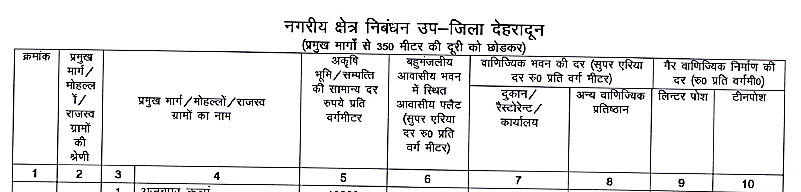 नगरीय क्षेत्र निबंधन उप–जिला देहरादून
(प्रमुख मार्गो से 350 मीटर की दूरी को छोडकर)
क्रमांक
प्रमुख
मार्ग/
मोहल्ल
ों/
राजस्व
ग्रामों
की
श्रेणी
प्रमुख मार्ग/मोहल्लों/राजस्व
ग्रामों का नाम
अकृषि
भूमि/सम्पत्ति
की सामान्य दर
रुपये प्रति
वर्गमीटर
बहुमंजलीय
आवासीय भवन
में स्थित
आवासीय फ्लैट
(सुपर एरिया
दर रु0 प्रति
वर्ग मीटर)
वाणिज्यिक भवन की दर (सुपर एरिया
दर रु0 प्रति वर्ग मीटर)
दुकान/
रैस्टोरेन्ट/
कार्यालय
अन्य वाणिज्यिक
प्रतिष्ठान
गैर वाणिज्यिक निर्माण की
दर (रु0 प्रति वर्गमी0)
लिन्टर पोश
टीनपोश
1 2 3 4 5 6 7 8 9 10